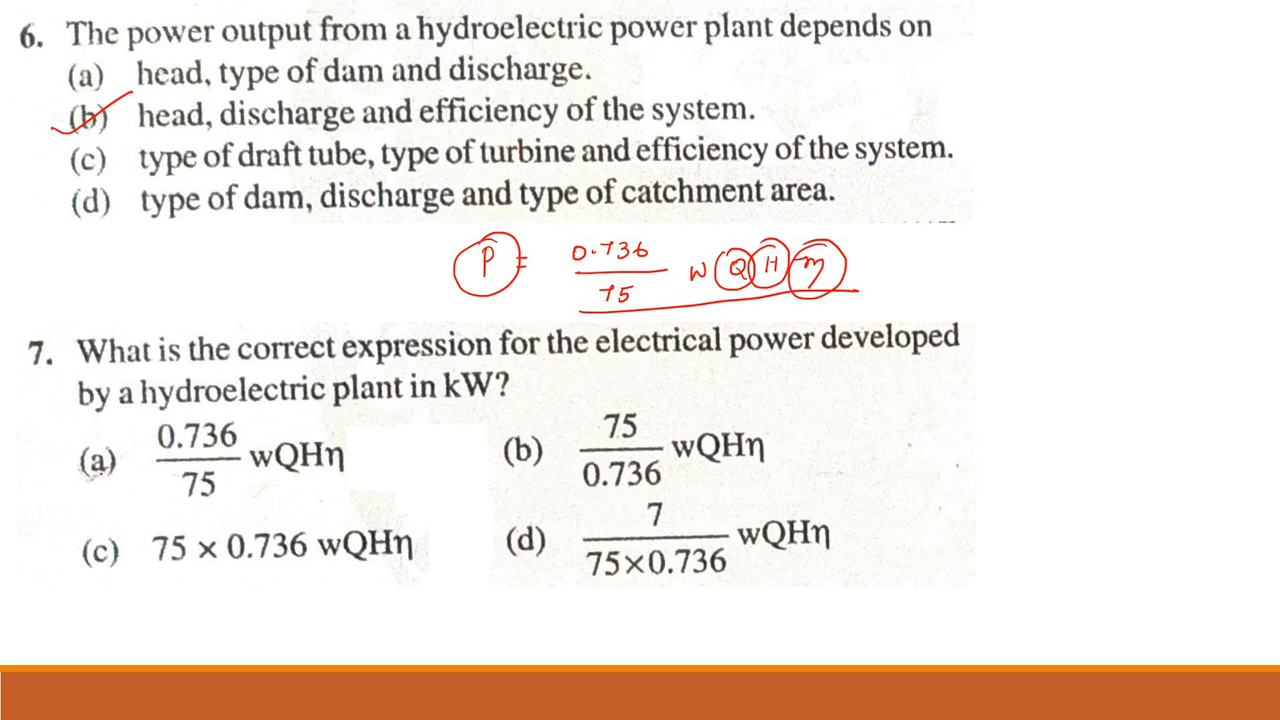 6. The power output from a hydroelectric power plant depends on
(a) head, type of dam and discharge.
(b) head, discharge and efficiency of the system.
(c) type of draft tube, type of turbine and efficiency of the system.
(d) type of dam, discharge and type of catchment area.
P = 0.736/75 w Q H η
7. What is the correct expression for the electrical power developed
by a hydroelectric plant in kW?
(a) 0.736/75 wQHη (b) 75/0.736 wQHη
(c) 75 × 0.736 wQHη (d) 7/75×0.736 wQHη